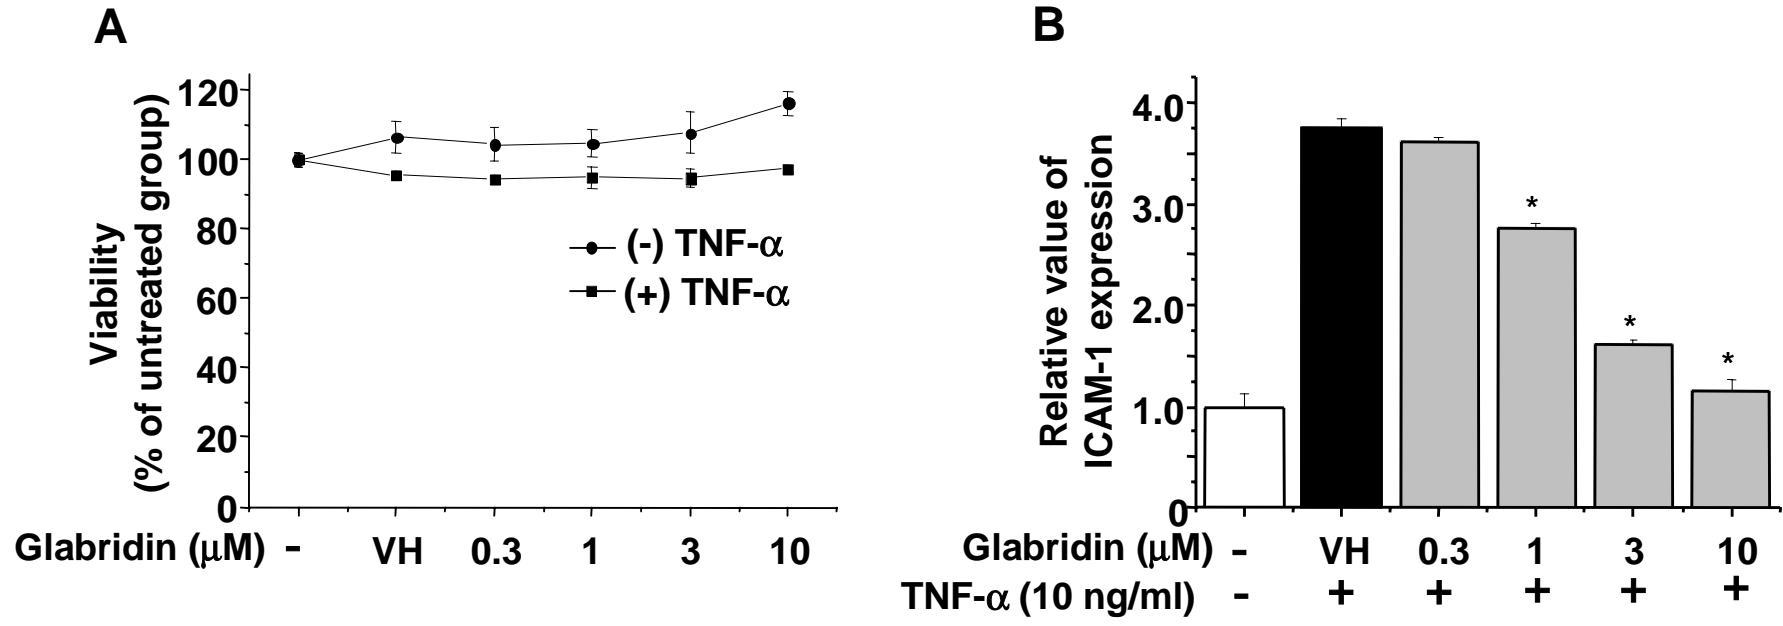 A
120
100
80
60
40
20
0
Viability
(% of untreated group)
(-) TNF-α
(+) TNF-α
Glabridin (μM) - VH 0.3 1 3 10
B
4.0
3.0
2.0
1.0
0
Relative value of
ICAM-1 expression
*
*
*
Glabridin (μM) - VH 0.3 1 3 10
TNF-α (10 ng/ml) - + + + + +